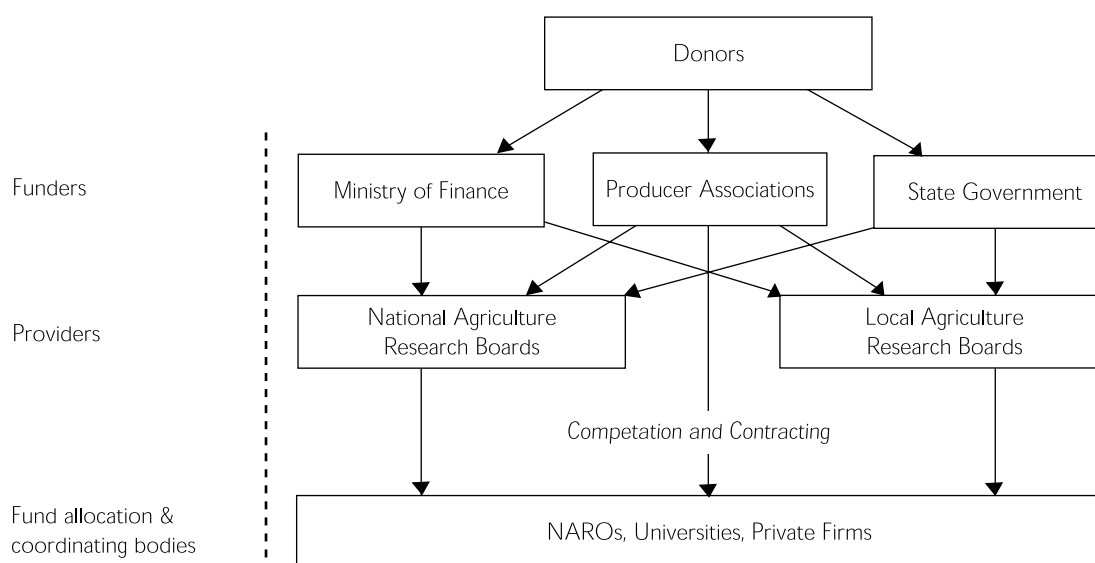 Donors
Funders
Ministry of Finance
Producer Associations
State Government
Providers
National Agriculture
Research Boards
Local Agriculture
Research Boards
Competation and Contracting
Fund allocation &
coordinating bodies
NAROs, Universities, Private Firms